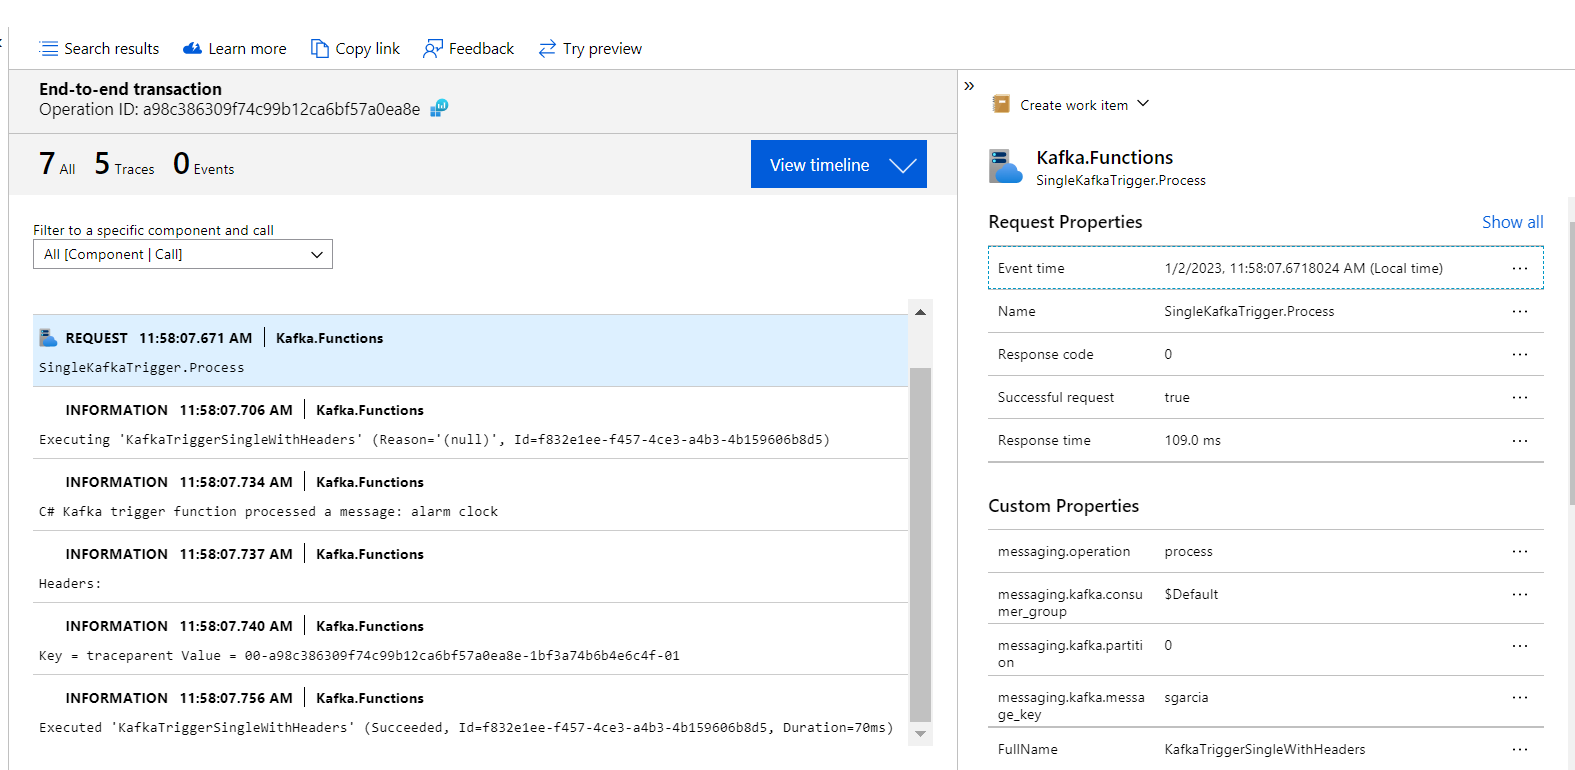 Search results
Learn more
Copy link
Feedback
Try preview
End-to-end transaction
Operation ID: a98c386309f74c99b12ca6bf57a0ea8e
7 All 5 Traces 0 Events
View timeline
Filter to a specific component and call
All [Component | Call]
REQUEST 11:58:07.671 AM | Kafka.Functions
SingleKafkaTrigger.Process
INFORMATION 11:58:07.706 AM | Kafka.Functions
Executing 'KafkaTriggerSingleWithHeaders' (Reason='(null)', Id=f832e1ee-f457-4ce3-a4b3-4b159606b8d5)
INFORMATION 11:58:07.734 AM | Kafka.Functions
C# Kafka trigger function processed a message: alarm clock
INFORMATION 11:58:07.737 AM | Kafka.Functions
Headers:
INFORMATION 11:58:07.740 AM | Kafka.Functions
Key = traceparent Value = 00-a98c386309f74c99b12ca6bf57a0ea8e-1bf3a74b6b4e6c4f-01
INFORMATION 11:58:07.756 AM | Kafka.Functions
Executed 'KafkaTriggerSingleWithHeaders' (Succeeded, Id=f832e1ee-f457-4ce3-a4b3-4b159606b8d5, Duration=70ms)
Create work item
Kafka.Functions
SingleKafkaTrigger.Process
Request Properties
Show all
Event time 1/2/2023, 11:58:07.6718024 AM (Local time) ...
Name SingleKafkaTrigger.Process ...
Response code 0 ...
Successful request true ...
Response time 109.0 ms ...
Custom Properties
messaging.operation process ...
messaging.kafka.consu $Default ...
mer_group
messaging.kafka.partiti 0 ...
on
messaging.kafka.messa sgarcia ...
ge_key
FullName KafkaTriggerSingleWithHeaders ...